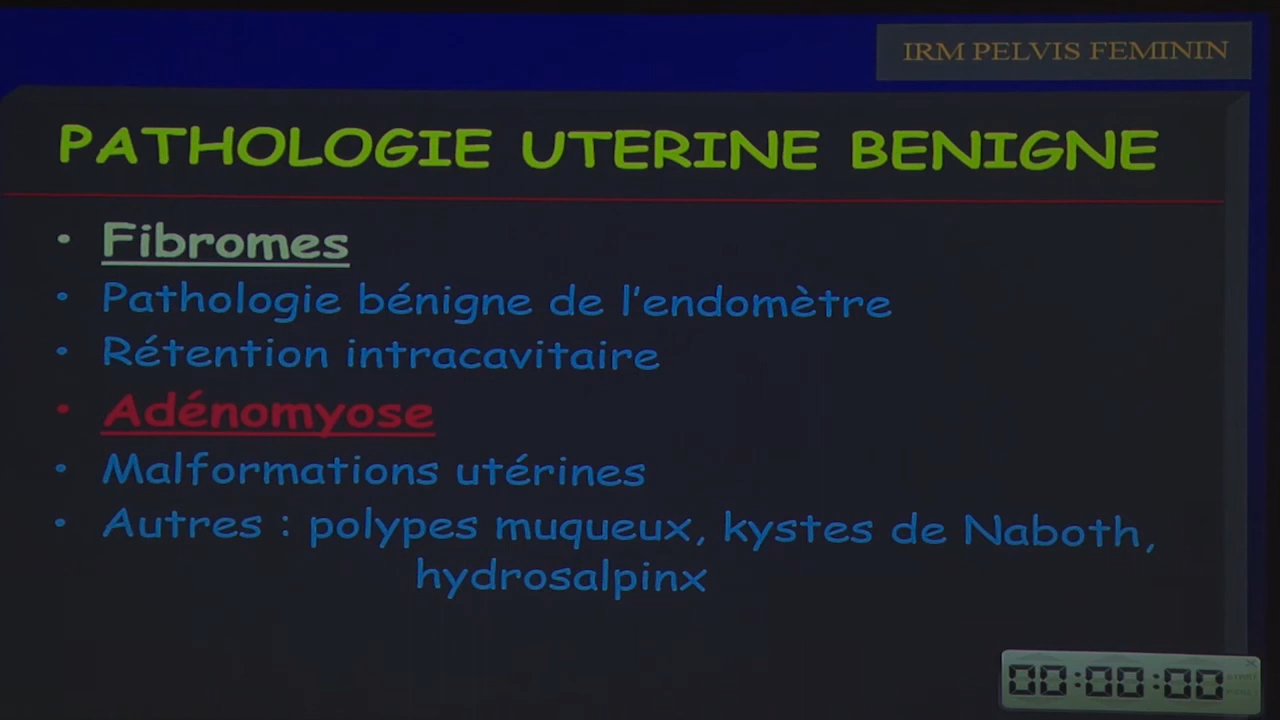 IRM PELVIS FEMININ
PATHOLOGIE UTERINE BENIGNE
• Fibromes
• Pathologie bénigne de l'endomètre
• Rétention intracavitaire
• Adénomyose
• Malformations utérines
• Autres : polypes muqueux, kystes de Naboth,
hydrosalpinx
00:00:00